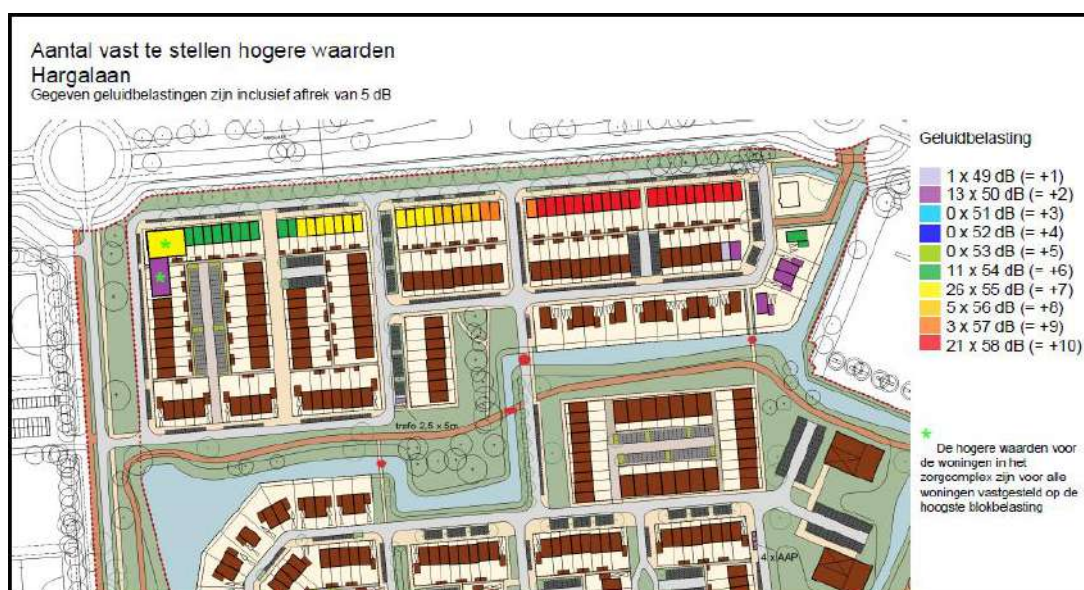 Aantal vast te stellen hogere waarden
Hargalaan
Gegeven geluidbelastingen zijn inclusief aftrek van 5 dB
Geluidbelasting
1 x 49 dB (= +1)
13 x 50 dB (= +2)
0 x 51 dB (= +3)
0 x 52 dB (= +4)
0 x 53 dB (= +5)
11 x 54 dB (= +6)
26 x 55 dB (= +7)
5 x 56 dB (= +8)
3 x 57 dB (= +9)
21 x 58 dB (= +10)
* De hogere waarden voor
de woningen in het
zorgcomplex zijn voor alle
woningen vastgesteld op de
hoogste blokbelasting
trafo 2,5 x 5m
4 x AAP